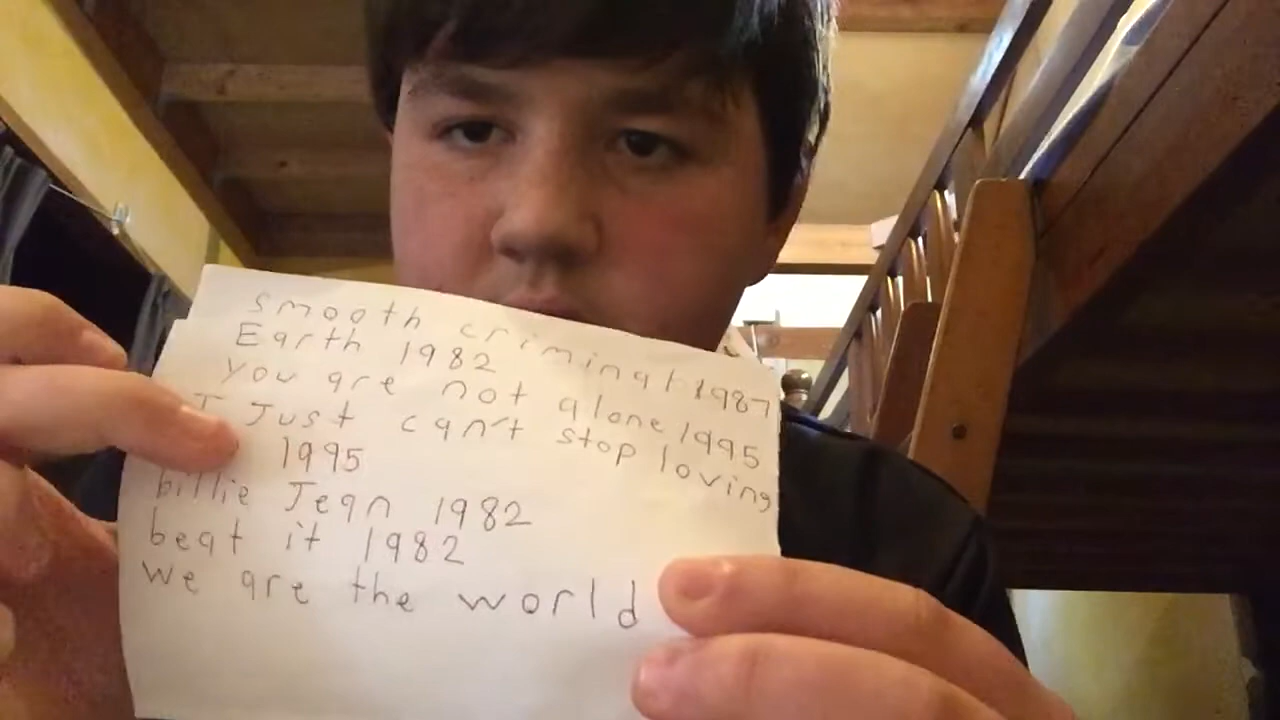 smooth criminal 1987
Earth 1982
you are not alone 1995
I Just can't stop loving
1995
billie Jean 1982
beat it 1982
we are the world